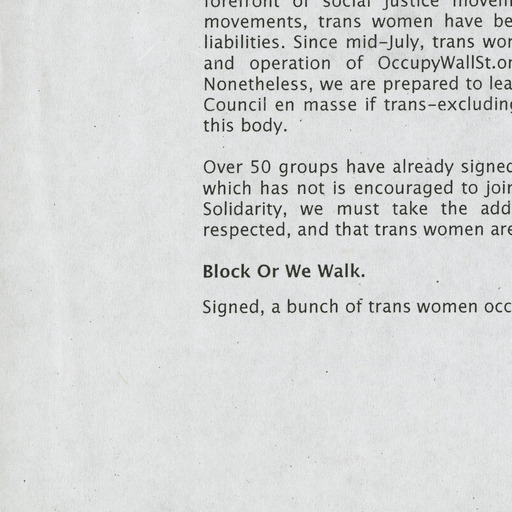 forefront of social justice
movements, trans women have be
liabilities. Since mid-July, trans
and operation of OccupyWallSt.or
Nonetheless, we are prepared to lea
Council en masse if trans-excluding
this body.
Over 50 groups have already signed
which has not is encouraged to join
Solidarity, we must take the add
respected, and that trans women are
Block Or We Walk.
Signed, a bunch of trans women occ